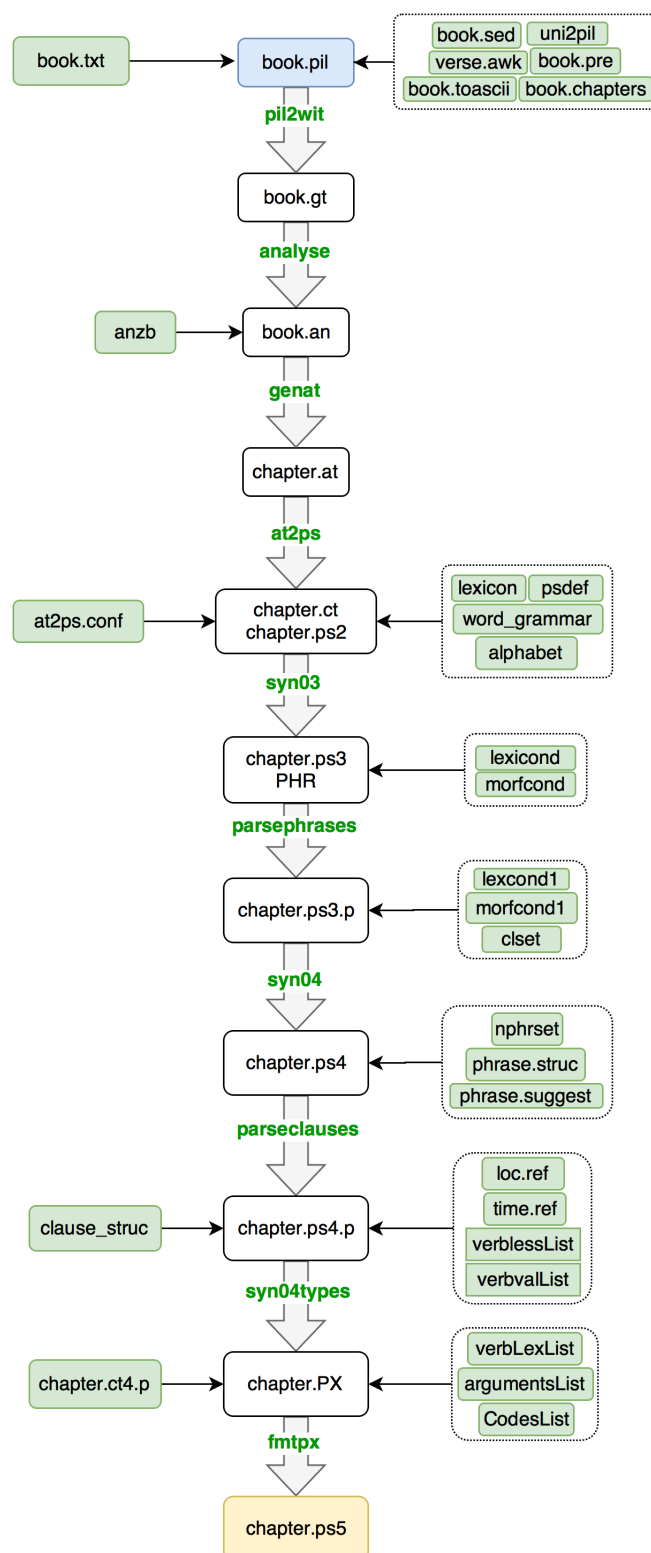 book.txt
book.pil
book.sed
uni2pil
verse.awk
book.pre
book.toascii
book.chapters
pil2wit
book.gt
analyse
anzb
book.an
genat
chapter.at
at2ps
at2ps.conf
chapter.ct
chapter.ps2
lexicon
psdef
word_grammar
alphabet
syn03
chapter.ps3
PHR
lexicond
morfcond
parsephrases
chapter.ps3.p
lexcond1
morfcond1
clset
syn04
chapter.ps4
nphrset
phrase.struc
phrase.suggest
parseclauses
clause_struc
chapter.ps4.p
loc.ref
time.ref
verblessList
verbvalList
syn04types
chapter.ct4.p
chapter.PX
verbLexList
argumentsList
CodesList
fmtpx
chapter.ps5